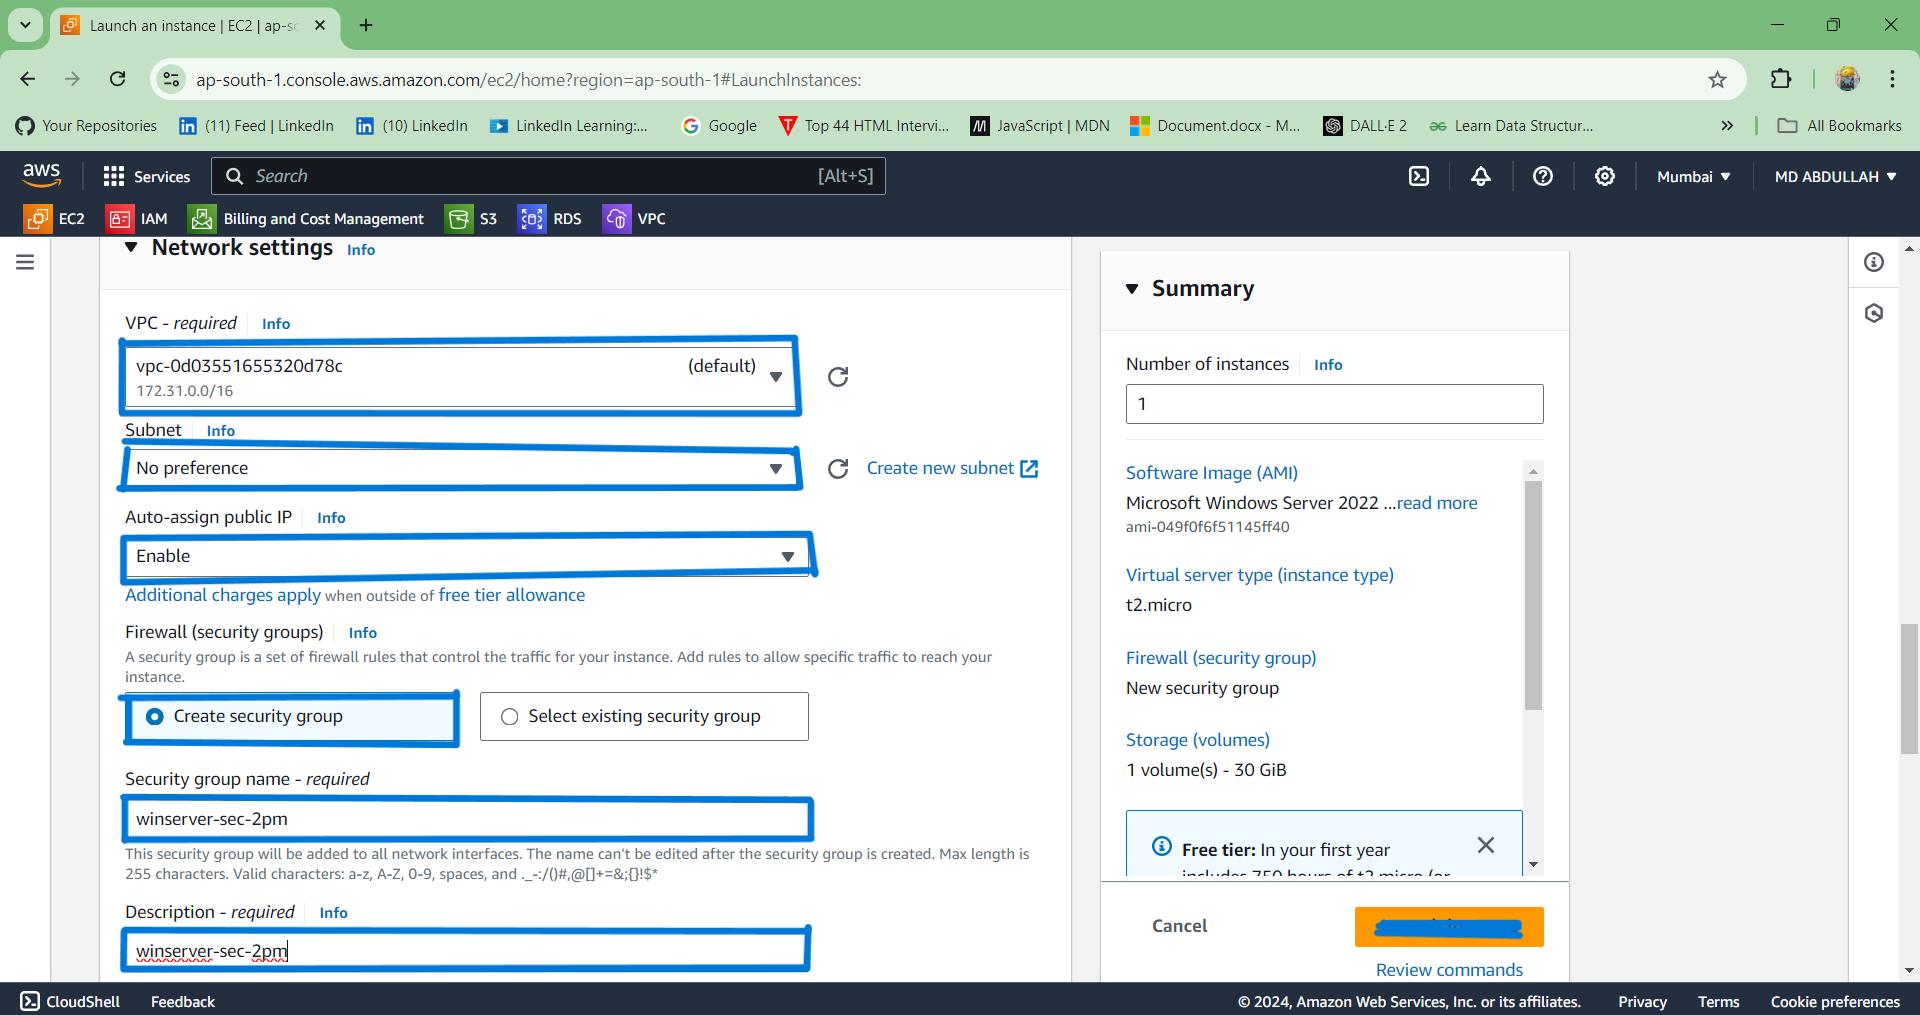 Launch an instance | EC2 | ap-so
ap-south-1.console.aws.amazon.com/ec2/home?region=ap-south-1#LaunchInstances:
Your Repositories
(11) Feed | LinkedIn
(10) LinkedIn
LinkedIn Learning:...
Google
Top 44 HTML Intervi...
JavaScript | MDN
Document.docx - M...
DALL·E 2
Learn Data Structur...
All Bookmarks
aws
Services
Search
[Alt+S]
Mumbai
MD ABDULLAH
EC2
IAM
Billing and Cost Management
S3
RDS
VPC
Network settings Info
VPC - required Info
vpc-0d03551655320d78c (default)
172.31.0.0/16
Subnet Info
No preference
Create new subnet
Auto-assign public IP Info
Enable
Additional charges apply when outside of free tier allowance
Firewall (security groups) Info
A security group is a set of firewall rules that control the traffic for your instance. Add rules to allow specific traffic to reach your
instance.
Create security group
Select existing security group
Security group name - required
winserver-sec-2pm
This security group will be added to all network interfaces. The name can't be edited after the security group is created. Max length is
255 characters. Valid characters: a-z, A-Z, 0-9, spaces, and ._-:/()#,@[]+=&;{}!$*
Description - required Info
winserver-sec-2pm
Summary
Number of instances Info
1
Software Image (AMI)
Microsoft Windows Server 2022 ...read more
ami-049f0f6f51145ff40
Virtual server type (instance type)
t2.micro
Firewall (security group)
New security group
Storage (volumes)
1 volume(s) - 30 GiB
Free tier: In your first year
includes 750 hours of t2.micro (or
Cancel
Review commands
CloudShell
Feedback
© 2024, Amazon Web Services, Inc. or its affiliates.
Privacy
Terms
Cookie preferences